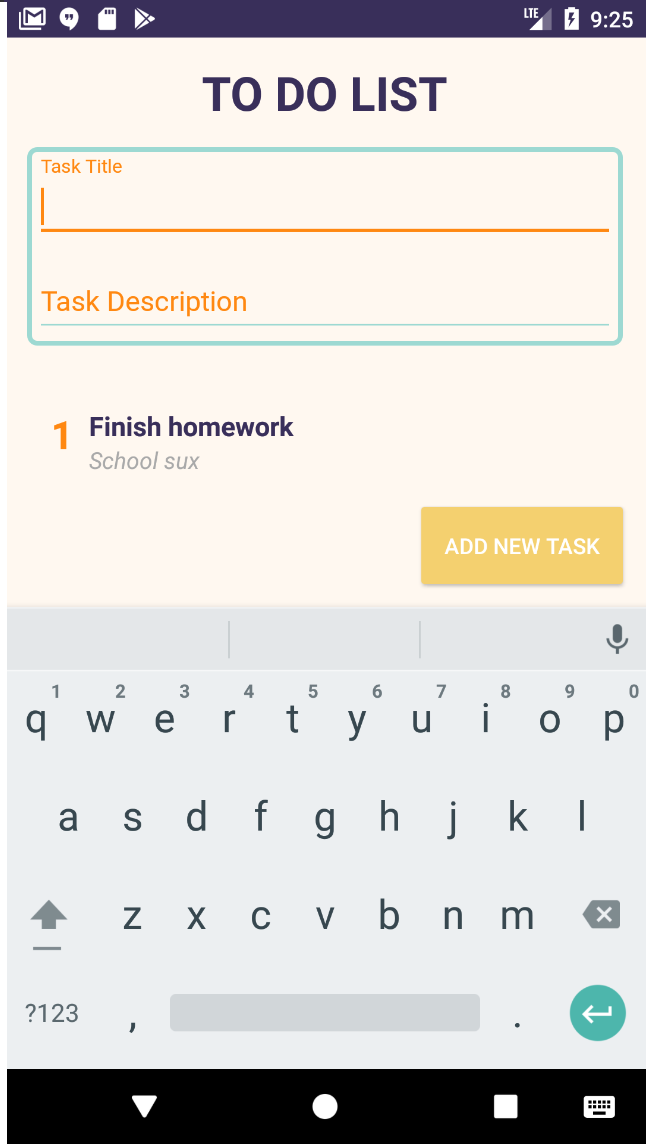 LTE 9:25
TO DO LIST
Task Title
Task Description
1 Finish homework
School sux
ADD NEW TASK
1 2 3 4 5 6 7 8 9 0
q w e r t y u i o p
a s d f g h j k l
z x c v b n m
?123 , .